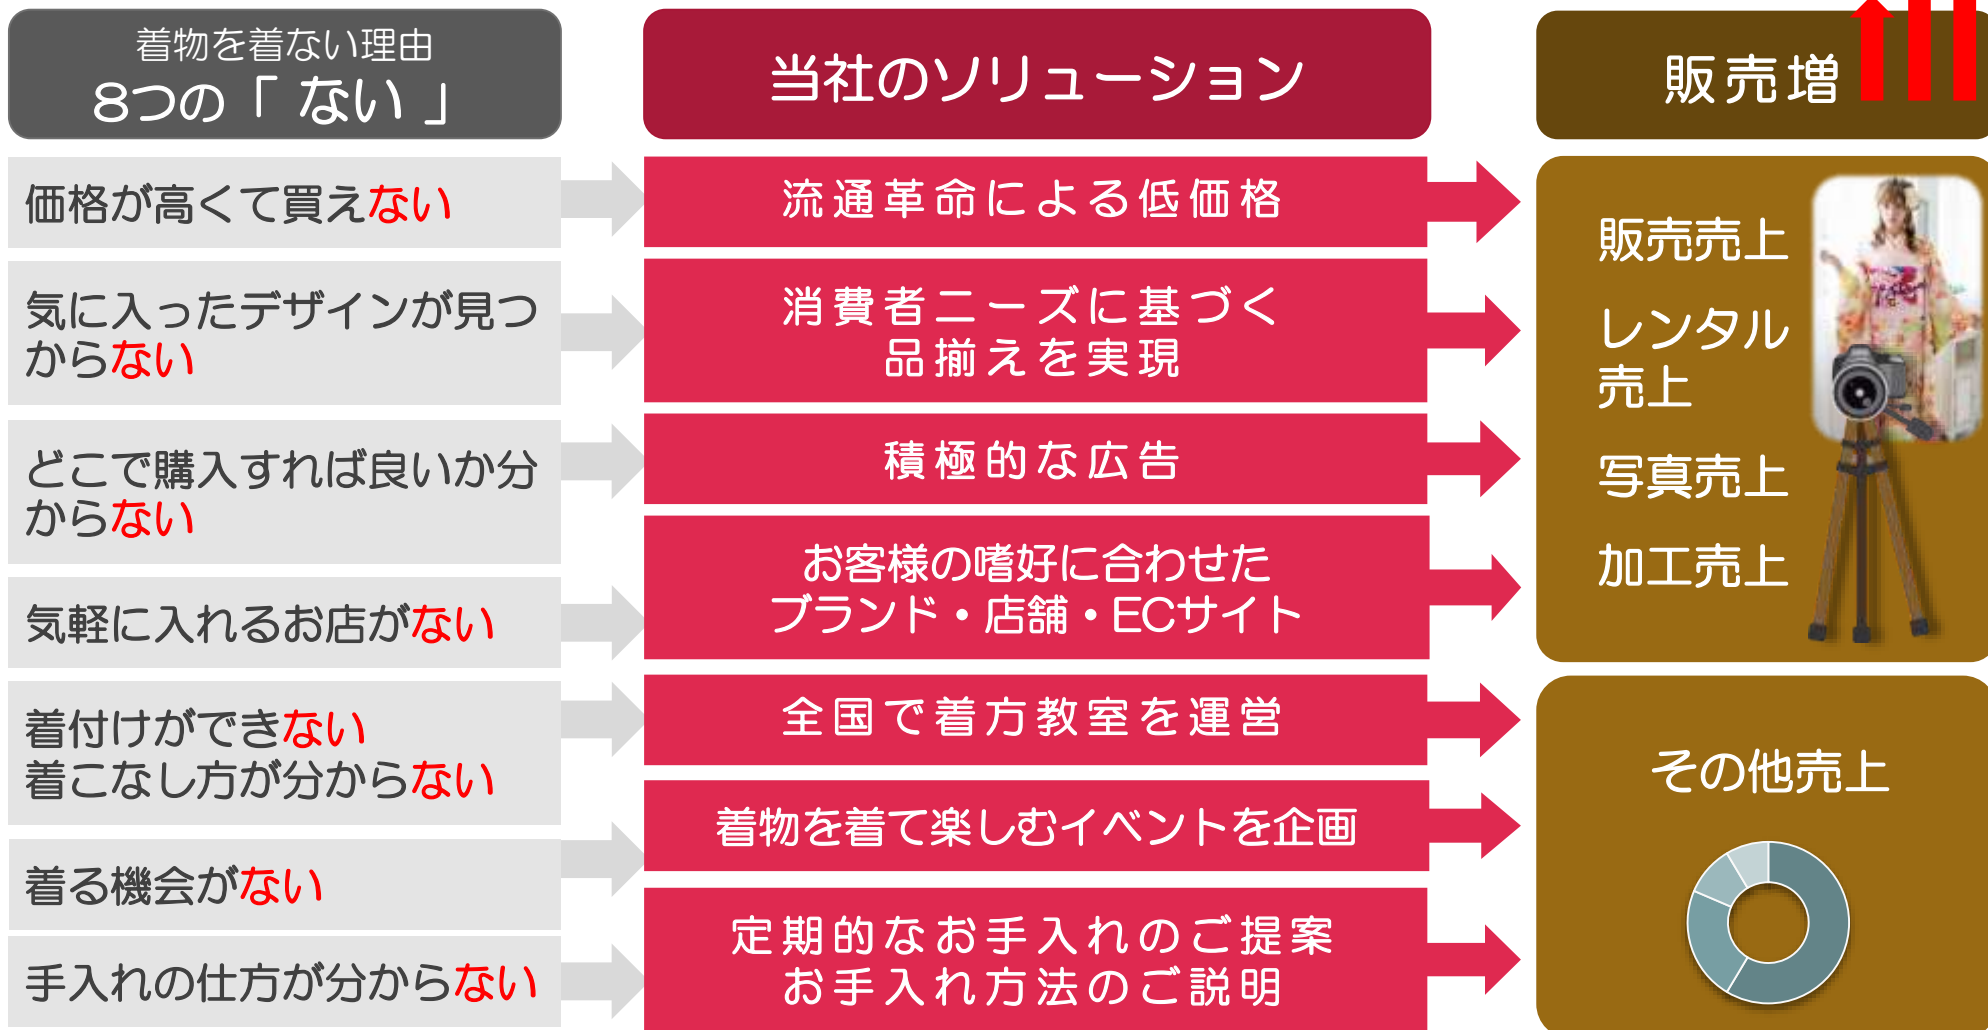 着物を着ない理由
8つの「 ない 」
価格が高くて買えない
気に入ったデザインが見つ
からない
どこで購入すれば良いか分
からない
気軽に入れるお店がない
着付けができない
着こなし方が分からない
着る機会がない
手入れの仕方が分からない
当社のソリューション
流通革命による低価格
消費者ニーズに基づく
品揃えを実現
積極的な広告
お客様の嗜好に合わせた
ブランド・店舗・ECサイト
全国で着方教室を運営
着物を着て楽しむイベントを企画
定期的なお手入れのご提案
お手入れ方法のご説明
販売増
販売売上
レンタル
売上
写真売上
加工売上
その他売上